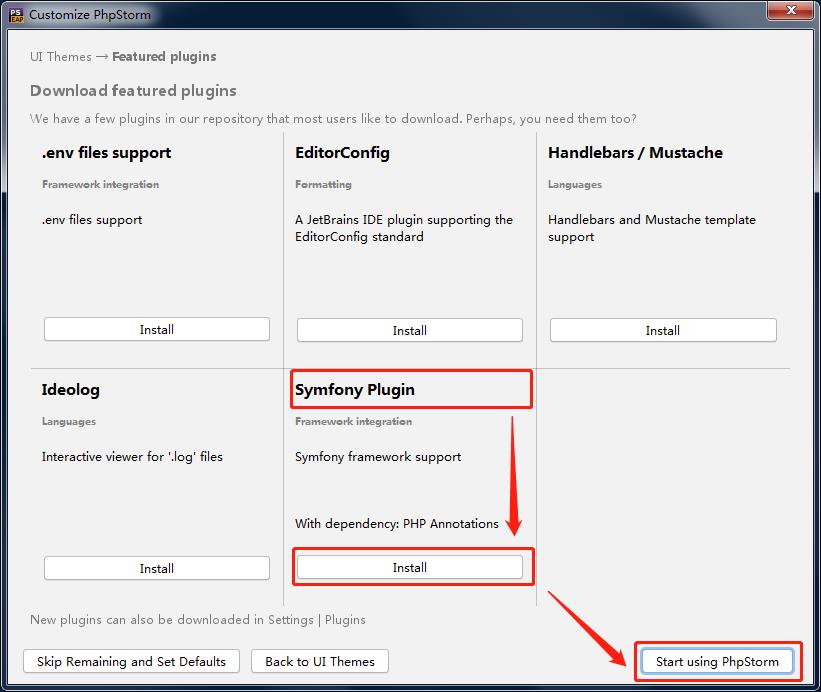 PS
EAP
Customize PhpStorm
UI Themes → Featured plugins
Download featured plugins
We have a few plugins in our repository that most users like to download. Perhaps, you need them too?
.env files support
Framework integration
.env files support
Install
EditorConfig
Formatting
A JetBrains IDE plugin supporting the
EditorConfig standard
Install
Handlebars / Mustache
Languages
Handlebars and Mustache template
support
Install
Ideolog
Languages
Interactive viewer for '.log' files
Install
Symfony Plugin
Framework integration
Symfony framework support
With dependency: PHP Annotations
Install
New plugins can also be downloaded in Settings | Plugins
Skip Remaining and Set Defaults
Back to UI Themes
Start using PhpStorm